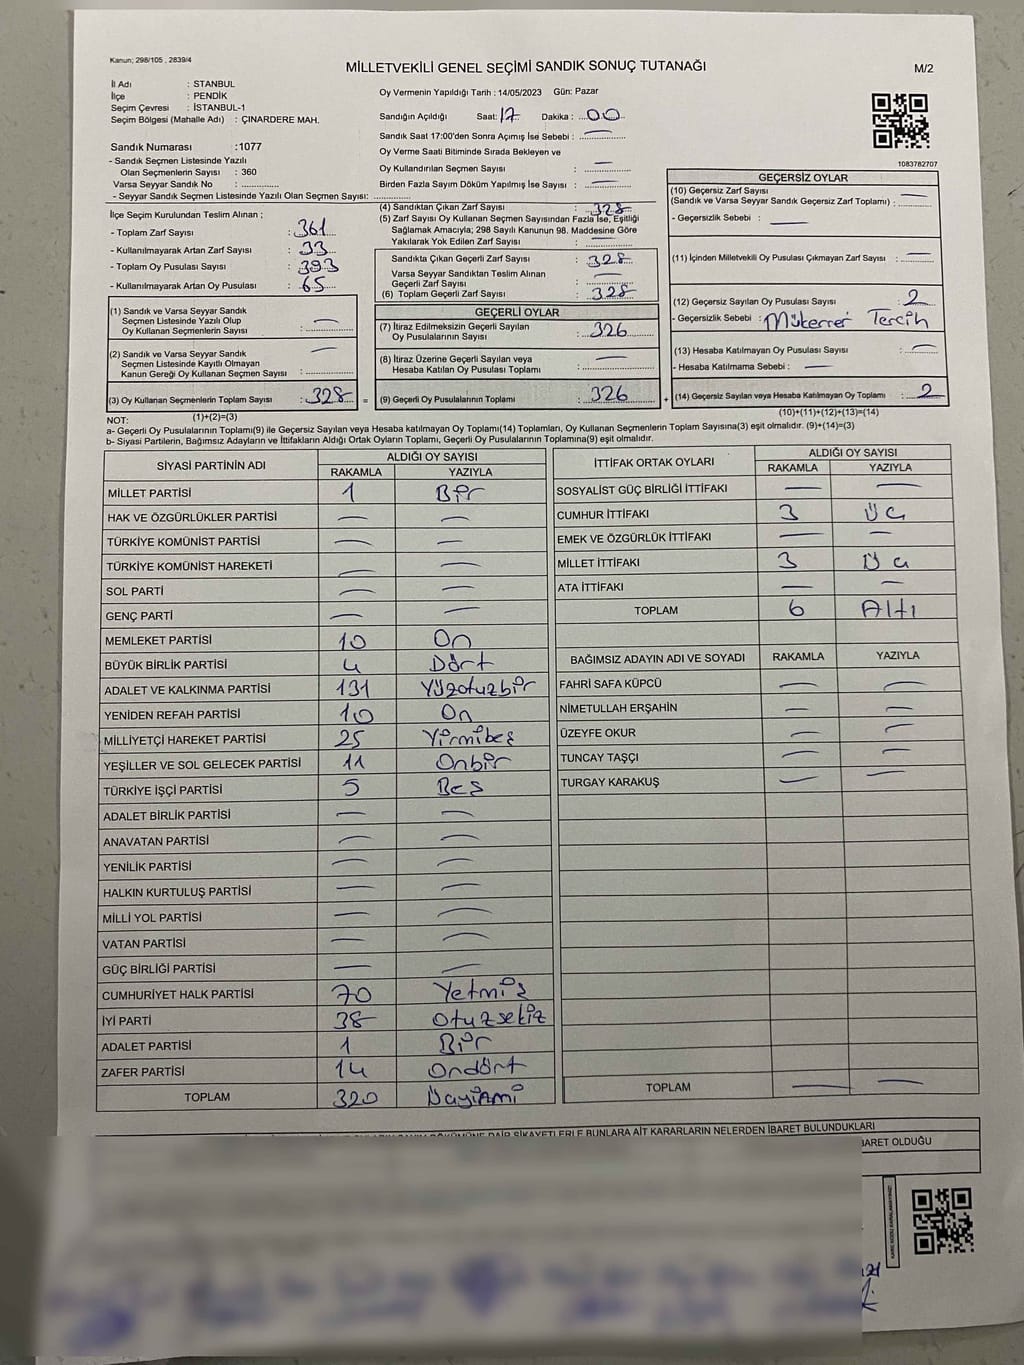 Kanun; 298/105 , 2839/4
MİLLETVEKİLİ GENEL SEÇİMİ SANDIK SONUÇ TUTANAĞI
M/2
İl Adı : STANBUL
İlçe : PENDİK
Seçim Çevresi : İSTANBUL-1
Seçim Bölgesi (Mahalle Adı) : ÇINARDERE MAH.
Sandık Numarası :1077
- Sandık Seçmen Listesinde Yazılı
Olan Seçmenlerin Sayısı : 360
Varsa Seyyar Sandık No : ..............
- Seyyar Sandık Listesinde Yazılı Olan Seçmen Sayısı: ..............
Oy Vermenin Yapıldığı Tarih : 14/05/2023 Gün: Pazar
Sandığın Açıldığı Saat: 17 Dakika : 00
Sandık Saat 17:00'den Sonra Açımış İse Sebebi : —
Oy Verme Saati Bitiminde Sırada Bekleyen ve
Oy Kullandırılan Seçmen Sayısı : —
Birden Fazla Sayım Döküm Yapılmış İse Sayısı : —
1083782707
İlçe Seçim Kurulundan Teslim Alınan ;
- Toplam Zarf Sayısı : 361
- Kullanılmayarak Artan Zarf Sayısı : 33
- Toplam Oy Pusulası Sayısı : 393
- Kullanılmayarak Artan Oy Pusulası : 65
(1) Sandık ve Varsa Seyyar Sandık
Seçmen Listesinde Yazılı Olup
Oy Kullanan Seçmenlerin Sayısı : —
(2) Sandık ve Varsa Seyyar Sandık
Seçmen Listesinde Kayıtlı Olmayan
Kanun Gereği Oy Kullanan Seçmen Sayısı : —
(3) Oy Kullanan Seçmenlerin Toplam Sayısı : 328 =
(1)+(2)=(3)
(4) Sandıktan Çıkan Zarf Sayısı : 328
(5) Zarf Sayısı Oy Kullanan Seçmen Sayısından Fazla İse, Eşitliği
Sağlamak Amacıyla; 298 Sayılı Kanunun 98. Maddesine Göre
Yakılarak Yok Edilen Zarf Sayısı : —
Sandıkta Çıkan Geçerli Zarf Sayısı : 328
Varsa Seyyar Sandıktan Teslim Alınan
Geçerli Zarf Sayısı : —
(6) Toplam Geçerli Zarf Sayısı : 328
GEÇERLİ OYLAR
(7) İtiraz Edilmeksizin Geçerli Sayılan
Oy Pusulalarının Sayısı : 326
(8) İtiraz Üzerine Geçerli Sayılan veya
Hesaba Katılan Oy Pusulası Toplamı : —
(9) Geçerli Oy Pusulalarının Toplamı : 326 +
GEÇERSİZ OYLAR
(10) Geçersiz Zarf Sayısı
(Sandık ve Varsa Seyyar Sandık Geçersiz Zarf Toplamı) : —
- Geçersizlik Sebebi : —
(11) İçinden Milletvekili Oy Pusulası Çıkmayan Zarf Sayısı : —
(12) Geçersiz Sayılan Oy Pusulası Sayısı : 2
- Geçersizlik Sebebi : Mükerrer Tercih
(13) Hesaba Katılmayan Oy Pusulası Sayısı : —
- Hesaba Katılmama Sebebi : —
(14) Geçersiz Sayılan veya Hesaba Katılmayan Oy Toplamı : 2
(10)+(11)+(12)+(13)=(14)
NOT:
a- Geçerli Oy Pusulalarının Toplamı(9) ile Geçersiz Sayılan veya Hesaba katılmayan Oy Toplamı(14) Toplamları, Oy Kullanan Seçmenlerin Toplam Sayısına(3) eşit olmalıdır. (9)+(14)=(3)
b- Siyasi Partilerin, Bağımsız Adayların ve İttifakların Aldığı Ortak Oyların Toplamı, Geçerli Oy Pusulalarının Toplamına(9) eşit olmalıdır.
SİYASİ PARTİNİN ADI ALDIĞI OY SAYISI
RAKAMLA YAZIYLA
MİLLET PARTİSİ 1 Bir
HAK VE ÖZGÜRLÜKLER PARTİSİ — —
TÜRKİYE KOMÜNİST PARTİSİ — —
TÜRKİYE KOMÜNİST HAREKETİ — —
SOL PARTİ — —
GENÇ PARTİ — —
MEMLEKET PARTİSİ 10 On
BÜYÜK BİRLİK PARTİSİ 4 Dört
ADALET VE KALKINMA PARTİSİ 131 Yüzotuzbir
YENİDEN REFAH PARTİSİ 10 On
MİLLİYETÇİ HAREKET PARTİSİ 25 Yirmibeş
YEŞİLLER VE SOL GELECEK PARTİSİ 11 Onbir
TÜRKİYE İŞÇİ PARTİSİ 5 Beş
ADALET BİRLİK PARTİSİ — —
ANAVATAN PARTİSİ — —
YENİLİK PARTİSİ — —
HALKIN KURTULUŞ PARTİSİ — —
MİLLİ YOL PARTİSİ — —
VATAN PARTİSİ — —
GÜÇ BİRLİĞİ PARTİSİ — —
CUMHURİYET HALK PARTİSİ 70 Yetmiş
İYİ PARTİ 38 Otuzsekiz
ADALET PARTİSİ 1 Bir
ZAFER PARTİSİ 14 Ondört
TOPLAM 320 Üçyirmi
İTTİFAK ORTAK OYLARI ALDIĞI OY SAYISI
RAKAMLA YAZIYLA
SOSYALİST GÜÇ BİRLİĞİ İTTİFAKI — —
CUMHUR İTTİFAKI 3 Üç
EMEK VE ÖZGÜRLÜK İTTİFAKI — —
MİLLET İTTİFAKI 3 Üç
ATA İTTİFAKI — —
TOPLAM 6 Altı
BAĞIMSIZ ADAYIN ADI VE SOYADI RAKAMLA YAZIYLA
FAHRİ SAFA KÜPCÜ — —
NİMETULLAH ERŞAHİN — —
ÜZEYFE OKUR — —
TUNCAY TAŞÇI — —
TURGAY KARAKUŞ — —
TOPLAM — —
DÖKÜMÜNE DAİR ŞİKAYETLERLE BUNLARA AİT KARARLARIN NELERDEN İBARET BULUNDUKLARI
BARET OLDUĞU